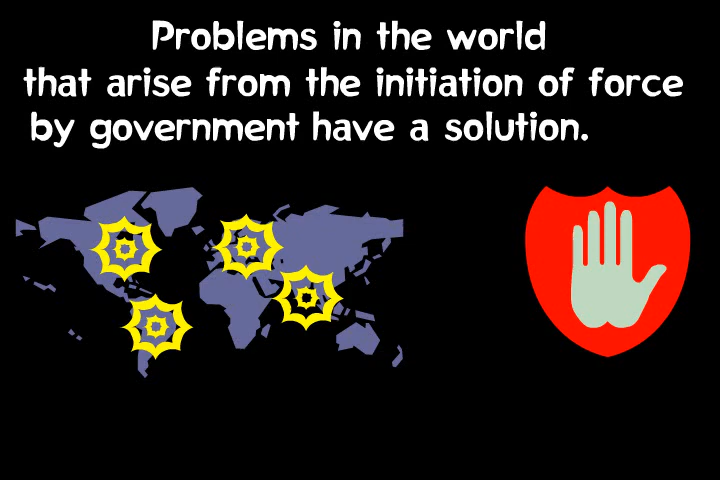 Problems in the world
that arise from the initiation of force
by government have a solution.